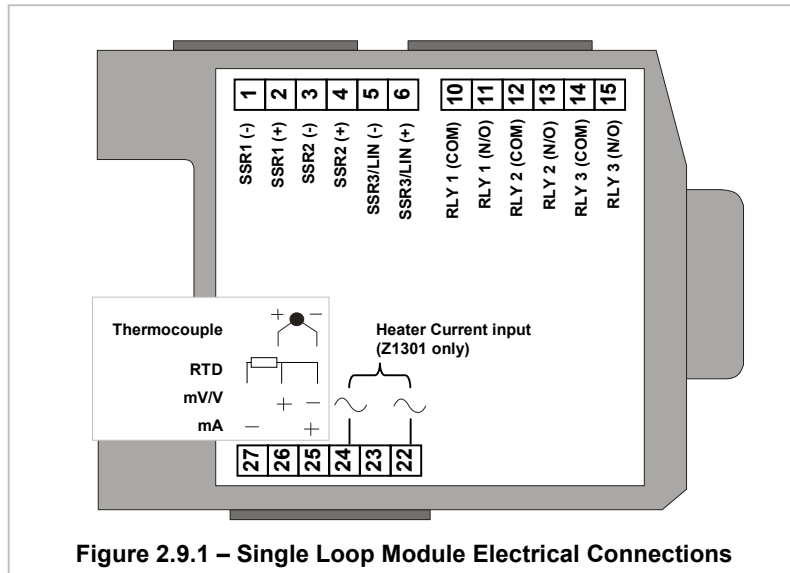 1 2 3 4 5 6 10 11 12 13 14 15
SSR1 (-)
SSR1 (+)
SSR2 (-)
SSR2 (+)
SSR3/LIN (-)
SSR3/LIN (+)
RLY 1 (COM)
RLY 1 (N/O)
RLY 2 (COM)
RLY 2 (N/O)
RLY 3 (COM)
RLY 3 (N/O)
Thermocouple + −
Heater Current input
(Z1301 only)
RTD
mV/V + −
mA − +
27 26 25 24 23 22
Figure 2.9.1 – Single Loop Module Electrical Connections